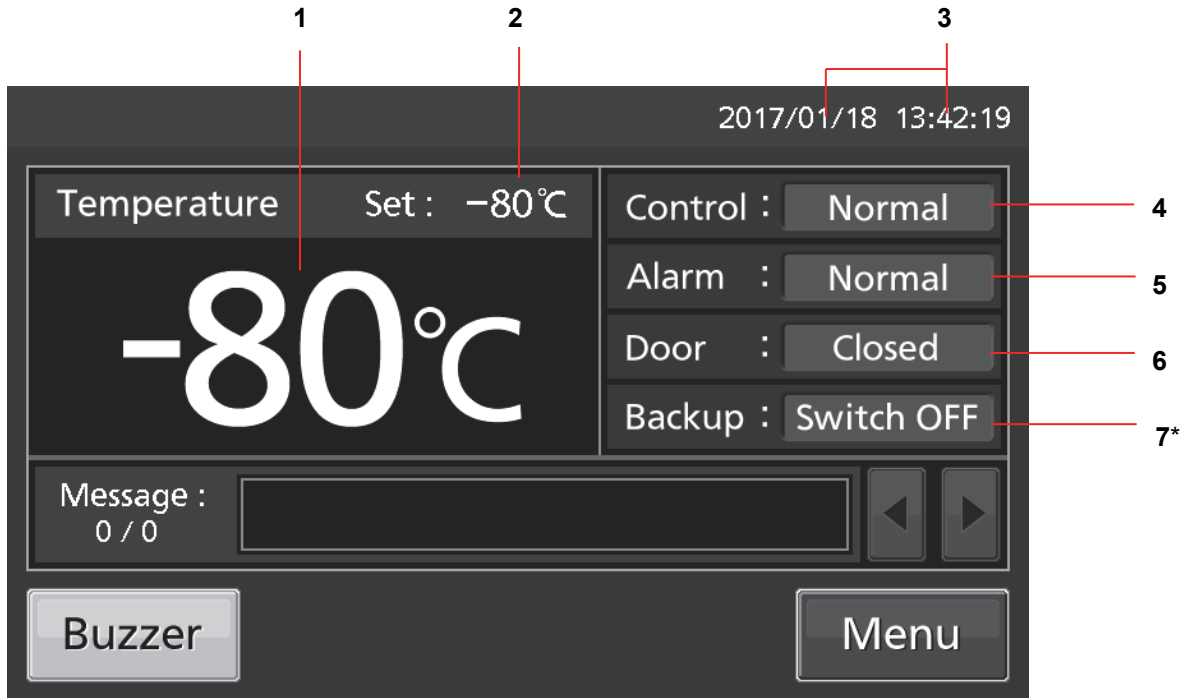 1 2 3
2017/01/18 13:42:19
Temperature Set : −80℃
-80℃
Control : Normal 4
Alarm : Normal 5
Door : Closed 6
Backup : Switch OFF 7*
Message :
0 / 0
Buzzer Menu